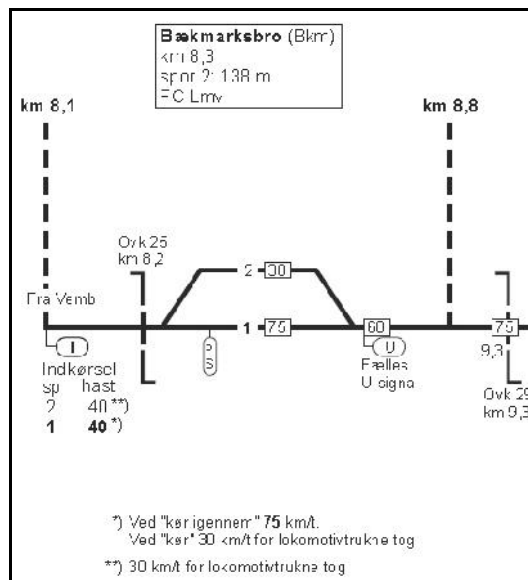 Bækmarksbro (Bkm)
km 8,3
spor 2: 138 m
FC Lmv
km 8,1
km 8,8
Ovk 25
km 8,2
2 30
Fra Vemb
1 75
60
75
I
PS
U
9,3
Indkørsel
sp hast
2 40 **)
1 40 *)
Fælles
U signa
Ovk 29
km 9,3
*) Ved "kør igennem" 75 km/t.
Ved "kør" 30 km/t for lokomotivtrukne tog
**) 30 km/t for lokomotivtrukne tog